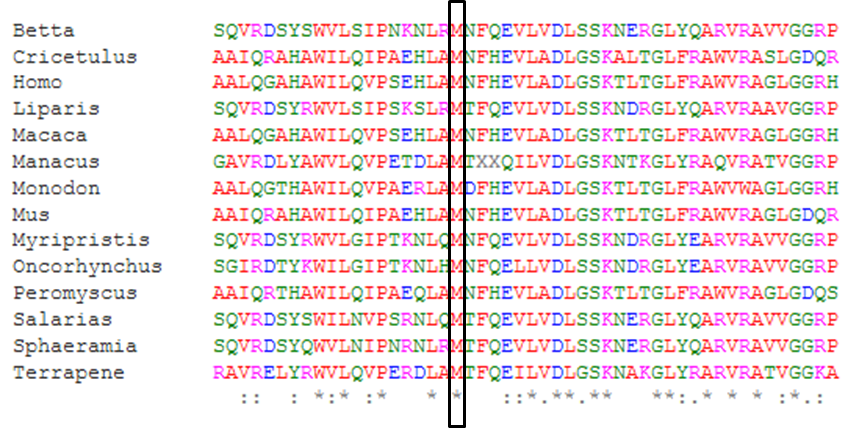 Betta SQVRDSYSWVLSIPNKNLRMNFQEVLVDLSSKNERGLYQARVRAVVGGRP
Cricetulus AAIQRAHAWILQIPAEHLAMNFHEVLADLGSKALTGLFRAWVRASLGDQR
Homo AALQGAHAWILQVPSEHLAMNFHEVLADLGSKTLTGLFRAWVRAGLGGRH
Liparis SQVRDSYRWVLSIPSKSLRMTFQEVLVDLSSKNDRGLYQARVRAAVGGRP
Macaca AALQGAHAWILQVPSEHLAMNFHEVLADLGSKTLTGLFRAWVRAGLGGRH
Manacus GAVRDLYAWVLQVPETDLAMTXXQILVDLGSKNTKGLYRAQVRATVGGRP
Monodon AALQGTHAWILQVPAERLAMDFHEVLADLGSKTLTGLFRAWVWAGLGGRH
Mus AAIQRAHAWILQIPAEHLAMNFHEVLADLGSKTLTGLFRAWVRAGLGDQR
Myripristis SQVRDSYRWVLGIPTKNLQMNFQEVLVDLSSKNDRGLYEARVRAVVGGRP
Oncorhynchus SGIRDTYKWILGIPTKNLHMNFQELLVDLSSKNDRGLYEARVRAVVGGRP
Peromyscus AAIQRTHAWILQIPAEQLAMNFHEVLADLGSKTLTGLFRAWVRAGLGDQS
Salarias SQVRDSYSWILNVPSRNLQMTFQEVLVDLSSKNERGLYQARVRAVVGGRP
Sphaeramia SQVRDSYQWVLNIPNRNLRMTFQEVLVDLSSKNERGLYQARVRAVVGGRP
Terrapene RAVRELYRWVLQVPERDLAMTFQEILVDLGSKNAKGLYRARVRATVGGKA
:: : *:* :* * * ::*.**.** **:.* * * :*.: